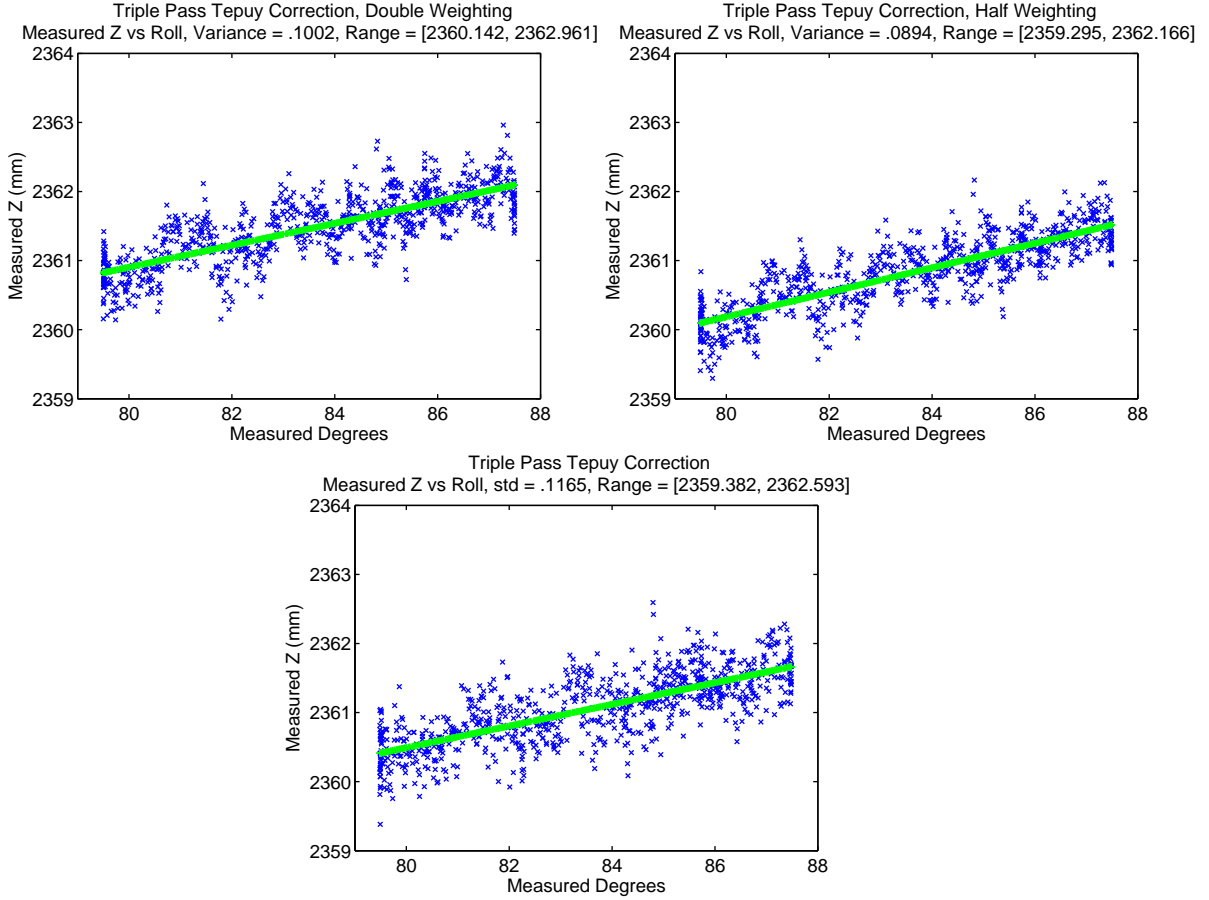 Triple Pass Tepuy Correction, Double Weighting
Measured Z vs Roll, Variance = .1002, Range = [2360.142, 2362.961]
2364
2363
2362
2361
2360
2359
Measured Z (mm)
80 82 84 86 88
Measured Degrees
Triple Pass Tepuy Correction, Half Weighting
Measured Z vs Roll, Variance = .0894, Range = [2359.295, 2362.166]
2364
2363
2362
2361
2360
2359
Measured Z (mm)
80 82 84 86 88
Measured Degrees
Triple Pass Tepuy Correction
Measured Z vs Roll, std = .1165, Range = [2359.382, 2362.593]
2364
2363
2362
2361
2360
2359
Measured Z (mm)
80 82 84 86 88
Measured Degrees